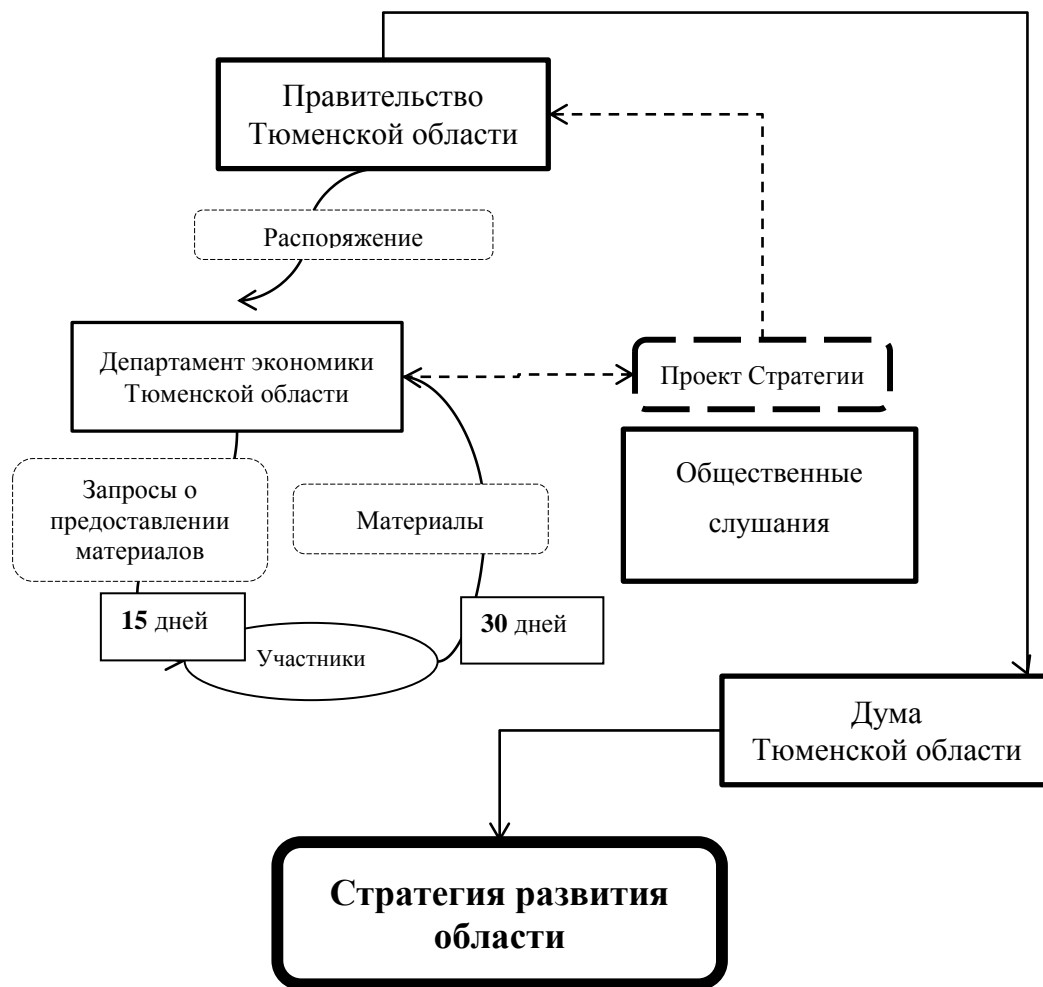 Правительство
Тюменской области
Распоряжение
Департамент экономики
Тюменской области
Проект Стратегии
Общественные
слушания
Запросы о
предоставлении
материалов
Материалы
15 дней
30 дней
Участники
Дума
Тюменской области
Стратегия развития
области